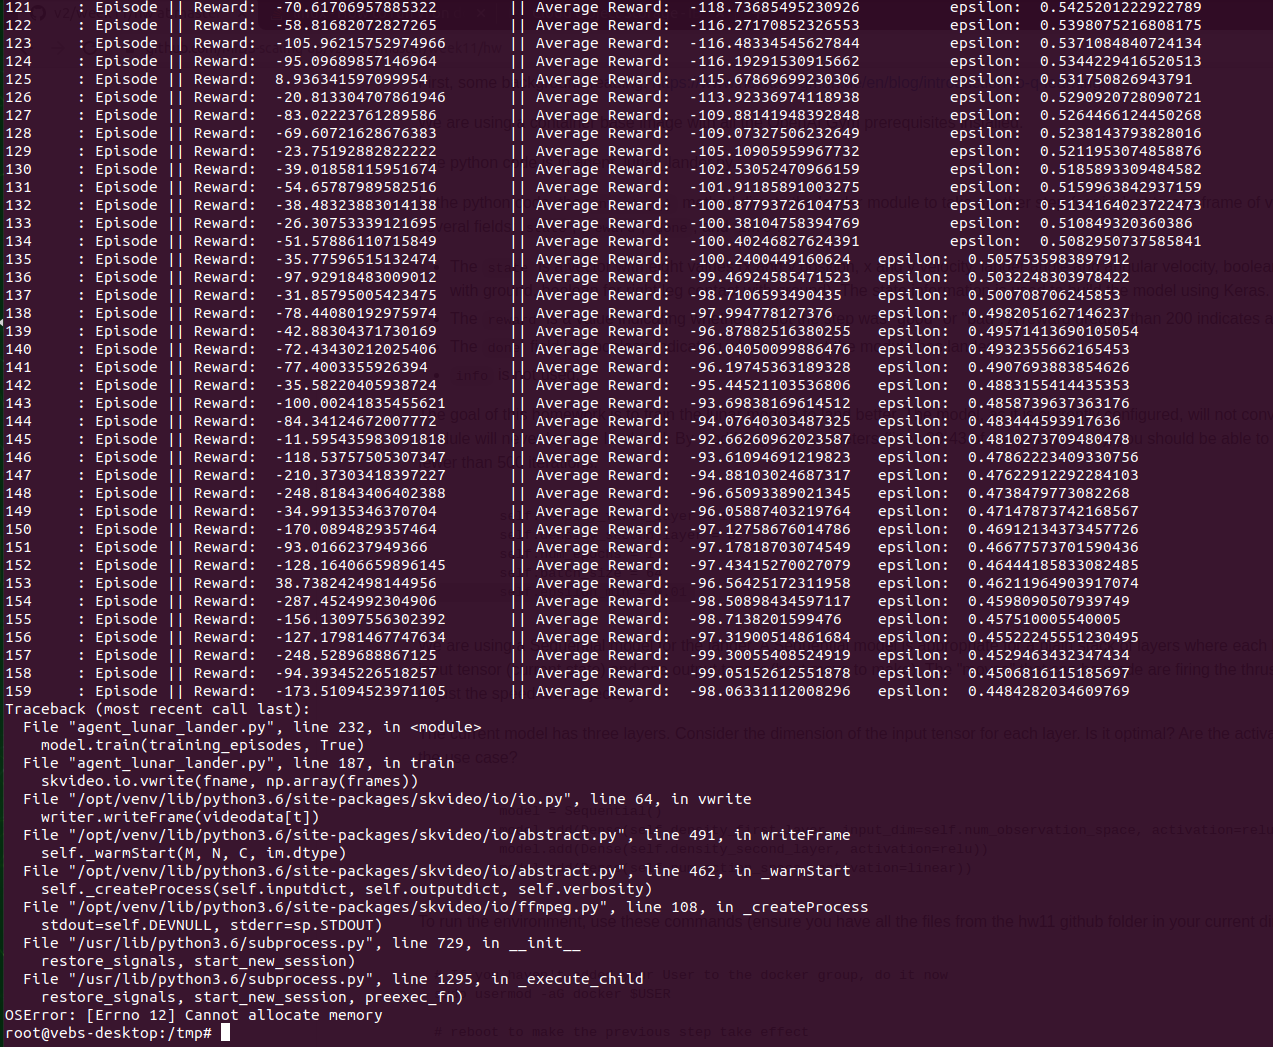 121     : Episode || Reward:  -70.61706957885322        || Average Reward:  -118.73685495230926          epsilon:  0.5425201222922789
122     : Episode || Reward:  -58.81682072827265        || Average Reward:  -116.27170852326553          epsilon:  0.5398075216808175
123     : Episode || Reward:  -105.96215752974966       || Average Reward:  -116.48334545627844          epsilon:  0.5371084840724134
124     : Episode || Reward:  -95.09689857146964        || Average Reward:  -116.19291530915662          epsilon:  0.5344229416520513
125     : Episode || Reward:  8.936341597099954         || Average Reward:  -115.67869699230306          epsilon:  0.531750826943791
126     : Episode || Reward:  -20.813304707861946       || Average Reward:  -113.92336974118938          epsilon:  0.5290920728090721
127     : Episode || Reward:  || Average Reward:  epsilon:  0.5264466124450268
128     : Episode || Reward:  -69.607216628676383       || Average Reward:  -109.07327506232649          epsilon:  0.5238143793828016
129     : Episode || Reward:  -23.75192882822222        || Average Reward:  -105.10905959967732          epsilon:  0.5211953074858876
130     : Episode || Reward:  -39.01858115951674        || Average Reward:  -102.53052470966159          epsilon:  0.5185893309484582
131     : Episode || Reward:  -54.65787989582516        || Average Reward:  -101.91185891003275          epsilon:  0.5159963842937159
132     : Episode || Reward:  -38.48323883014138        || Average Reward:  -100.87793726104753          epsilon:  0.5134164023722473
133     : Episode || Reward:  -26.30753339121695        || Average Reward:  -100.38104758394769          epsilon:  0.510849320360386
134     : Episode || Reward:  -51.57886110715849        || Average Reward:  -100.40246827624391          epsilon:  0.5082950737585841
135     : Episode || Reward:  -35.77596515132474        || Average Reward:  -100.2400449160624   epsilon:  0.5057535983897912
136     : Episode || Reward:  -97.92918483009012        || Average Reward:  -99.46924458471523   epsilon:  0.5032248303978422
137     : Episode || Reward:  -31.85795005423475        || Average Reward:  -98.7106593490435    epsilon:  0.500708706245853
138     : Episode || Reward:  -78.44080192975974        || Average Reward:  -97.99477812737746   epsilon:  0.4982051627146237
139     : Episode || Reward:  -42.88304371730169        || Average Reward:  -96.87882516380255   epsilon:  0.49571413690105054
140     : Episode || Reward:  -72.43430212025406        || Average Reward:  -96.04050099886476   epsilon:  0.4932355662165453
141     : Episode || Reward:  -77.4003375926394         || Average Reward:  -96.19745363189328   epsilon:  0.4907693883854626
142     : Episode || Reward:  -35.58220405938724        || Average Reward:  -95.44521103536806   epsilon:  0.4883155414435353
143     : Episode || Reward:  -100.00241835455621       || Average Reward:  -93.69838169614512   epsilon:  0.4858739637363176
144     : Episode || Reward:  -84.34124672007772        || Average Reward:  -94.07640303487325   epsilon:  0.483444593917636
145     : Episode || Reward:  -11.595435983091818       || Average Reward:  -92.66260962023587   epsilon:  0.4810273709480478
146     : Episode || Reward:  -118.53757505307347       || Average Reward:  -93.61094691219823   epsilon:  0.47862223409330756
147     : Episode || Reward:  -210.37303418397227       || Average Reward:  -94.88103024687317   epsilon:  0.47622912292284103
148     : Episode || Reward:  -248.81843406402388       || Average Reward:  -96.65093389021345   epsilon:  0.4738479773082268
149     : Episode || Reward:  -34.99135346370704        || Average Reward:  -96.05887403219764   epsilon:  0.47147873742168567
150     : Episode || Reward:  -170.0894829357464        || Average Reward:  -97.12758676014786   epsilon:  0.46912134373457726
151     : Episode || Reward:  -93.0166237949366         || Average Reward:  -97.17818703074549   epsilon:  0.46677573701590436
152     : Episode || Reward:  -128.16406659896145       || Average Reward:  -97.43415270027079   epsilon:  0.46444185833082485
153     : Episode || Reward:  38.738242498144956        || Average Reward:  -96.56425172311958   epsilon:  0.46211964903917074
154     : Episode || Reward:  -287.4524992304906        || Average Reward:  -98.50898434597117   epsilon:  0.4598090507939749
155     : Episode || Reward:  -156.13097556302392       || Average Reward:  -98.7138201599476    epsilon:  0.457510005540005
156     : Episode || Reward:  -127.17981467747634       || Average Reward:  -97.31900514861684   epsilon:  0.45522245551230495
157     : Episode || Reward:  -248.5289688867125        || Average Reward:  -99.30055408524919   epsilon:  0.4529463432347434
158     : Episode || Reward:  -94.39345226518257        || Average Reward:  -99.05152612551878   epsilon:  0.4506816115185697
159     : Episode || Reward:  -173.51094523971105       || Average Reward:  -98.06331112008296   epsilon:  0.4484282034609769
Traceback (most recent call last):
  File "agent_lunar_lander.py", line 232, in <module>
    model.train(training_episodes, True)
  File "agent_lunar_lander.py", line 187, in train
    skvideo.io.vwrite(fname, np.array(frames))
  File "/opt/venv/lib/python3.6/site-packages/skvideo/io/io.py", line 64, in vwrite
    writer.writeFrame(videodata[t])
  File "/opt/venv/lib/python3.6/site-packages/skvideo/io/abstract.py", line 491, in writeFrame
    self._warmStart(M, N, C, im.dtype)
  File "/opt/venv/lib/python3.6/site-packages/skvideo/io/abstract.py", line 462, in _warmStart
    self._createProcess(self.inputdict, self.outputdict, self.verbosity)
  File "/opt/venv/lib/python3.6/site-packages/skvideo/io/ffmpeg.py", line 108, in _createProcess
    stdout=self.DEVNULL, stderr=sp.STDOUT)
  File "/usr/lib/python3.6/subprocess.py", line 729, in __init__
    restore_signals, start_new_session)
  File "/usr/lib/python3.6/subprocess.py", line 1295, in _execute_child
    restore_signals, start_new_session, preexec_fn)
OSError: [Errno 12] Cannot allocate memory
root@vebs-desktop:/tmp#